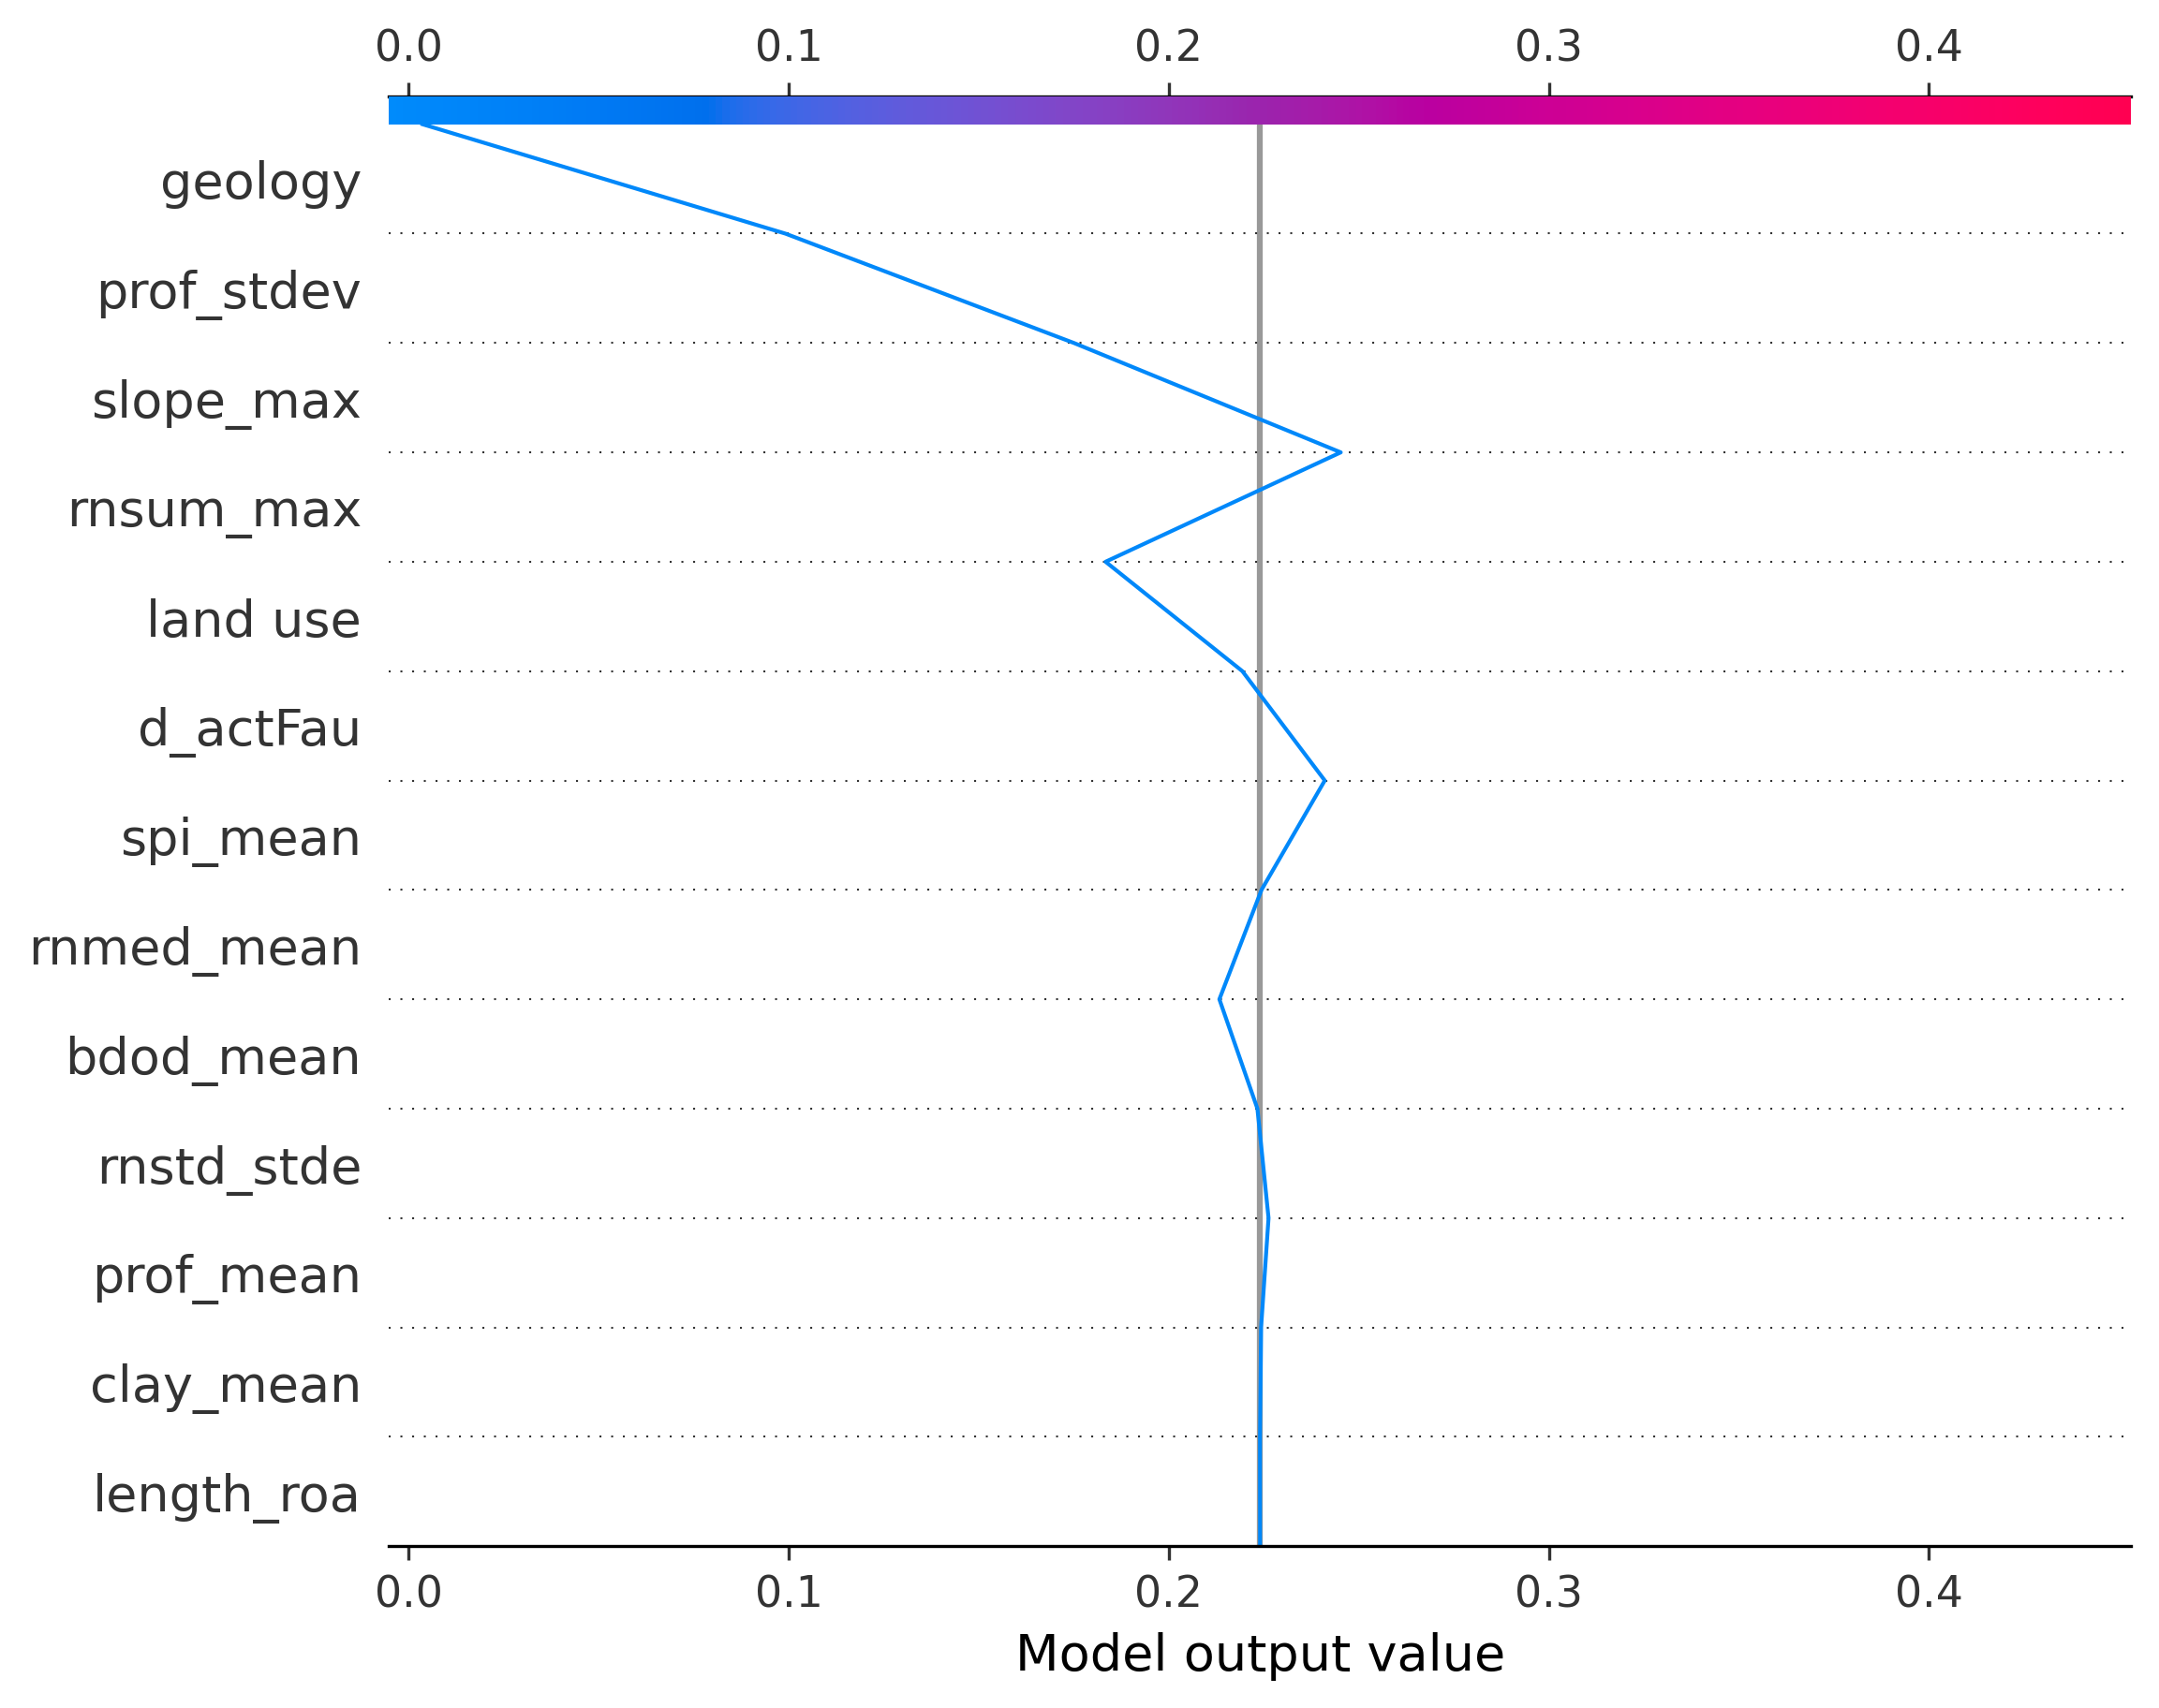 0.0 0.1 0.2 0.3 0.4
geology
prof_stdev
slope_max
rnsum_max
land use
d_actFau
spi_mean
rnmed_mean
bdod_mean
rnstd_stde
prof_mean
clay_mean
length_roa
0.0 0.1 0.2 0.3 0.4
Model output value